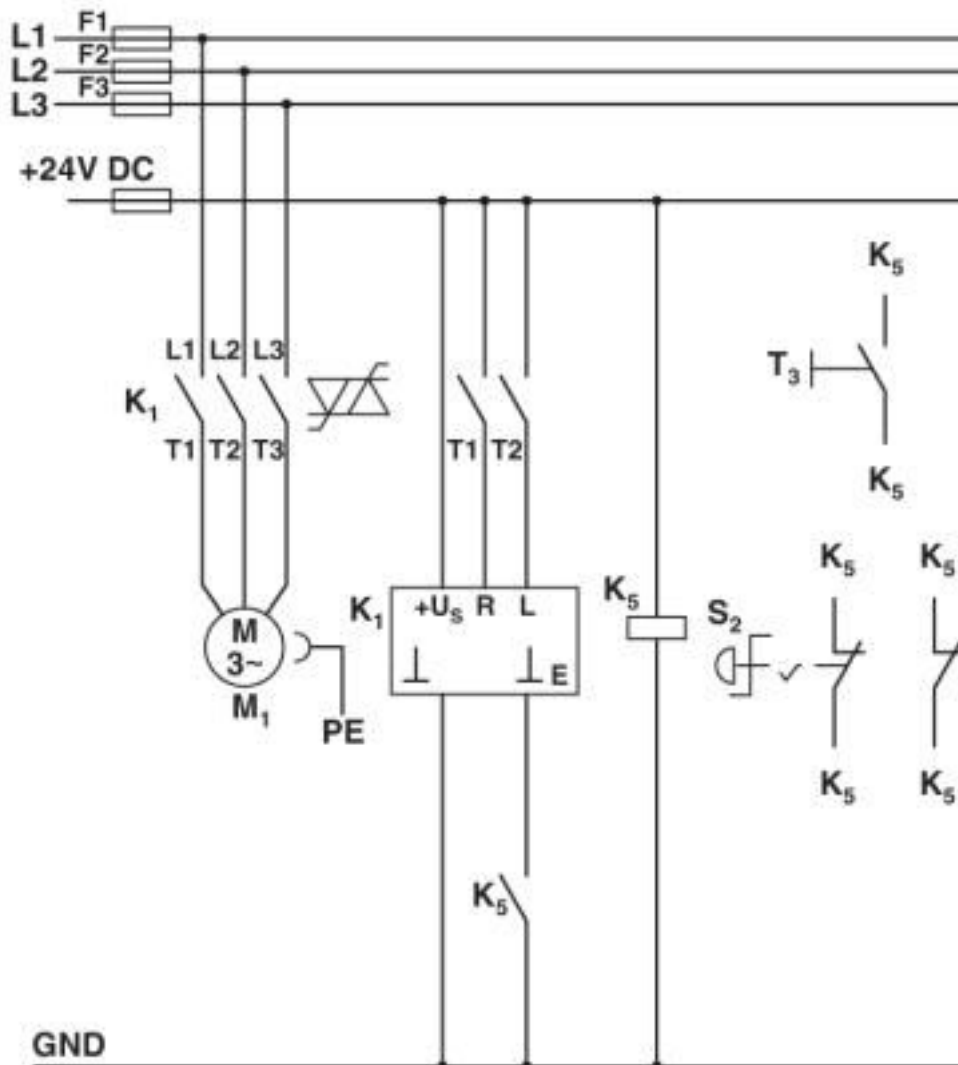 F1
L1
F2
L2
F3
L3
+24V DC
K5
L1 L2 L3
T3
K1
T1 T2 T3 T1 T2
K5
K5 K5
K1 +US R L K5 S2
M
3~
E
M1
PE
K5 K5
K5
GND